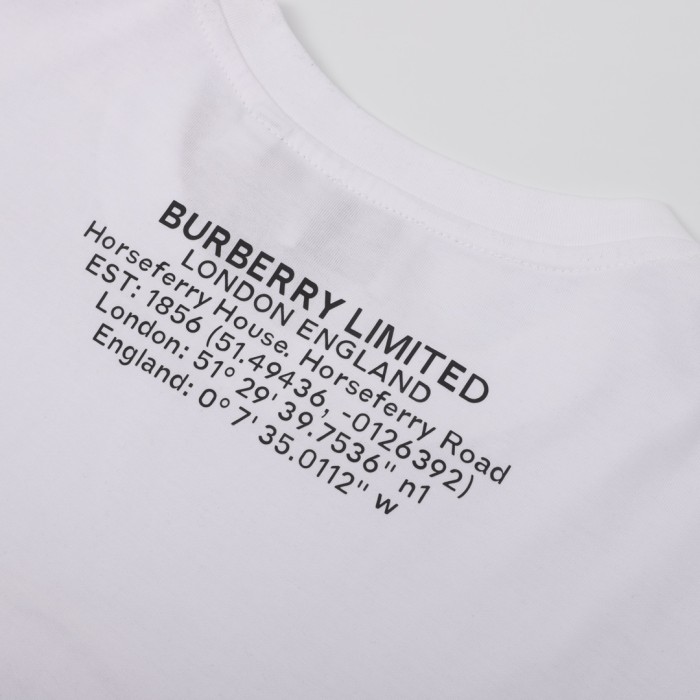 BURBERRY LIMITED
LONDON ENGLAND
Horseferry House. Horseferry Road
EST: 1856 (51.49436, -0126392)
London: 51° 29' 39.7536" n1
England: 0° 7' 35.0112" w